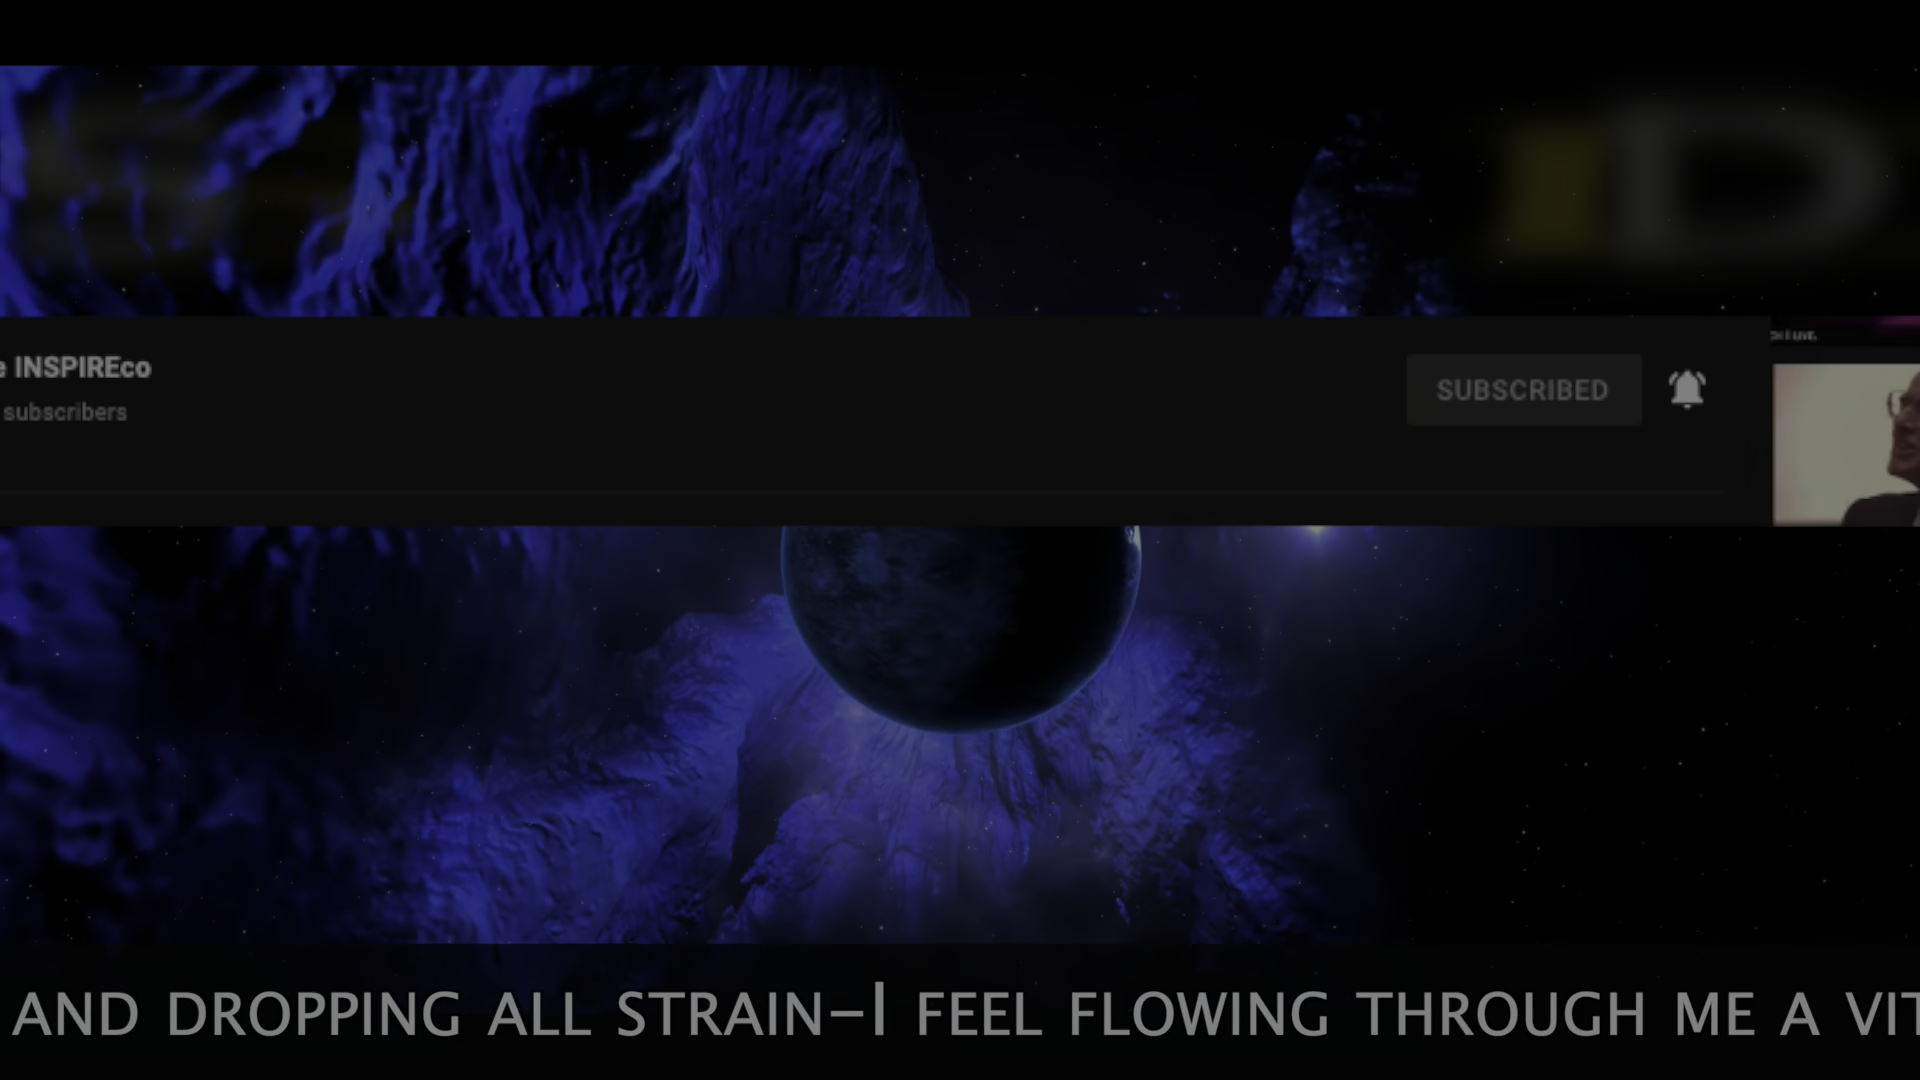 D
e INSPIREco
subscribers
SUBSCRIBED
AND DROPPING ALL STRAIN–I FEEL FLOWING THROUGH ME A VIT